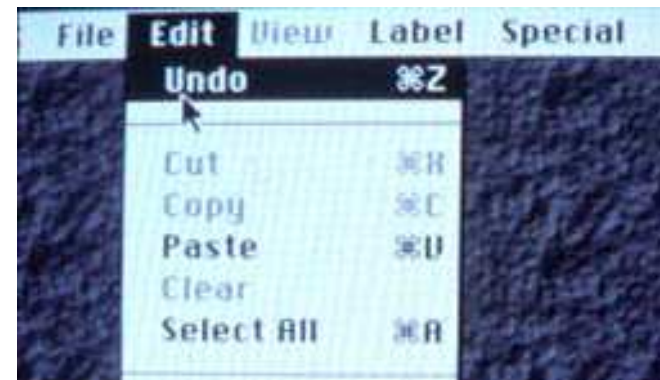 File Edit View Label Special
Undo ⌘Z
Cut ⌘X
Copy ⌘C
Paste ⌘V
Clear
Select All ⌘A